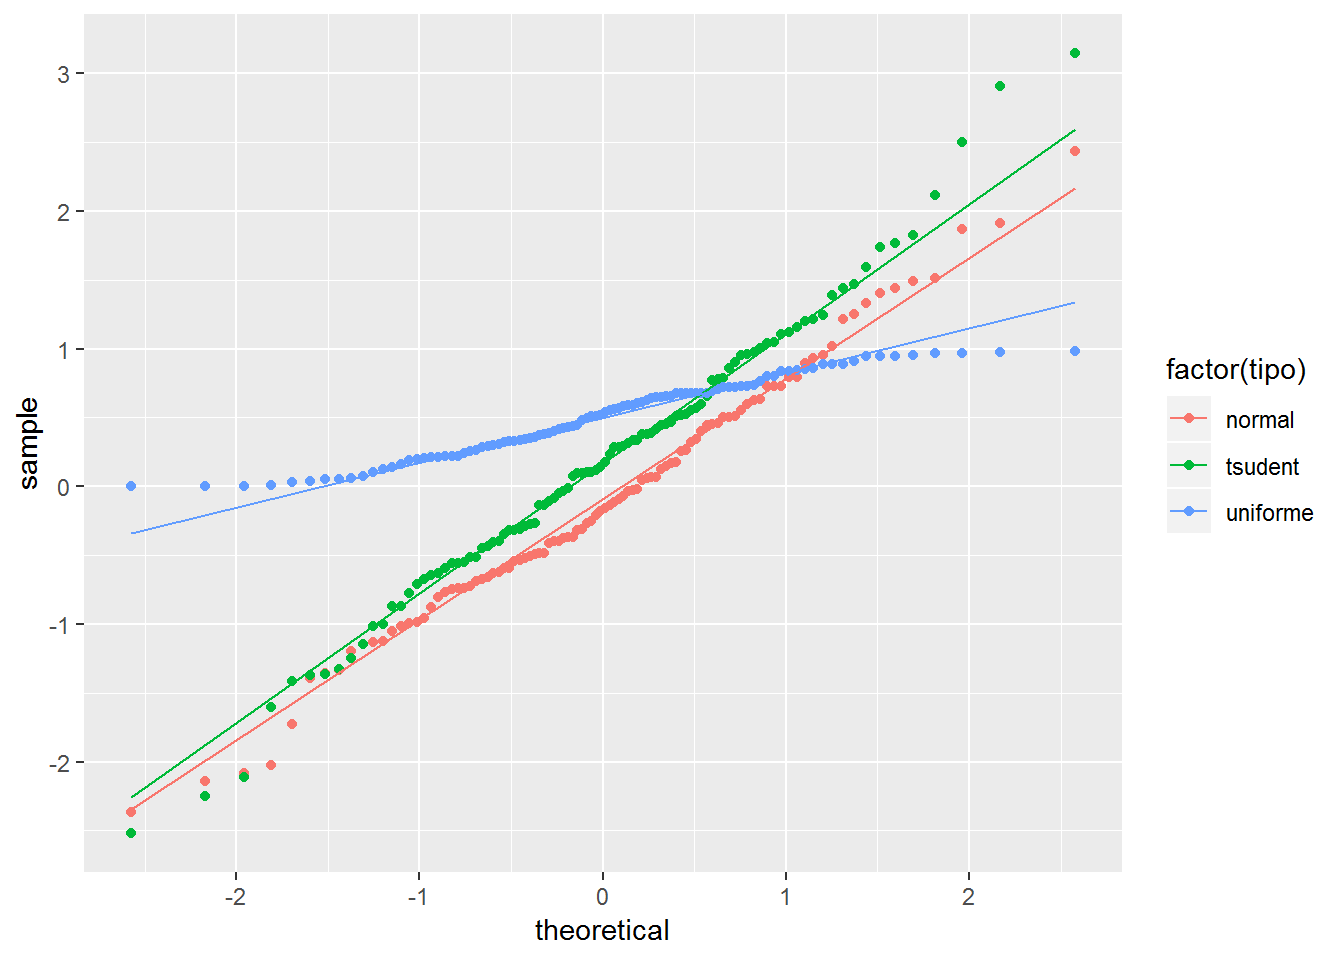 3
2
1
0
-1
-2
sample
-2
-1
0
1
2
theoretical
factor(tipo)
normal
tsudent
uniforme